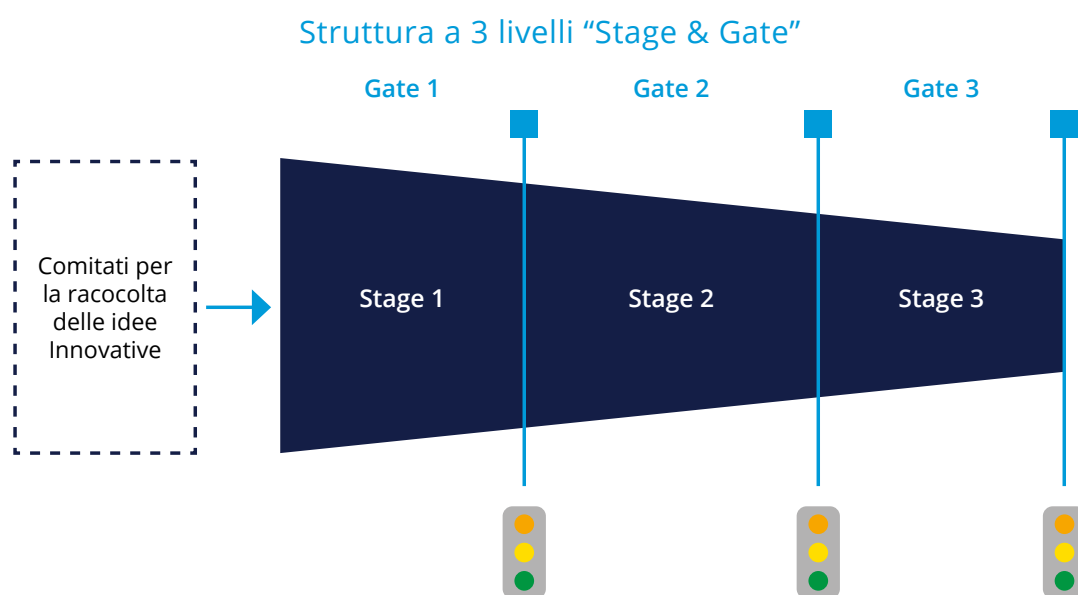 Struttura a 3 livelli “Stage & Gate”
Gate 1
Gate 2
Gate 3
Comitati per
la racocolta
delle idee
Innovative
Stage 1
Stage 2
Stage 3